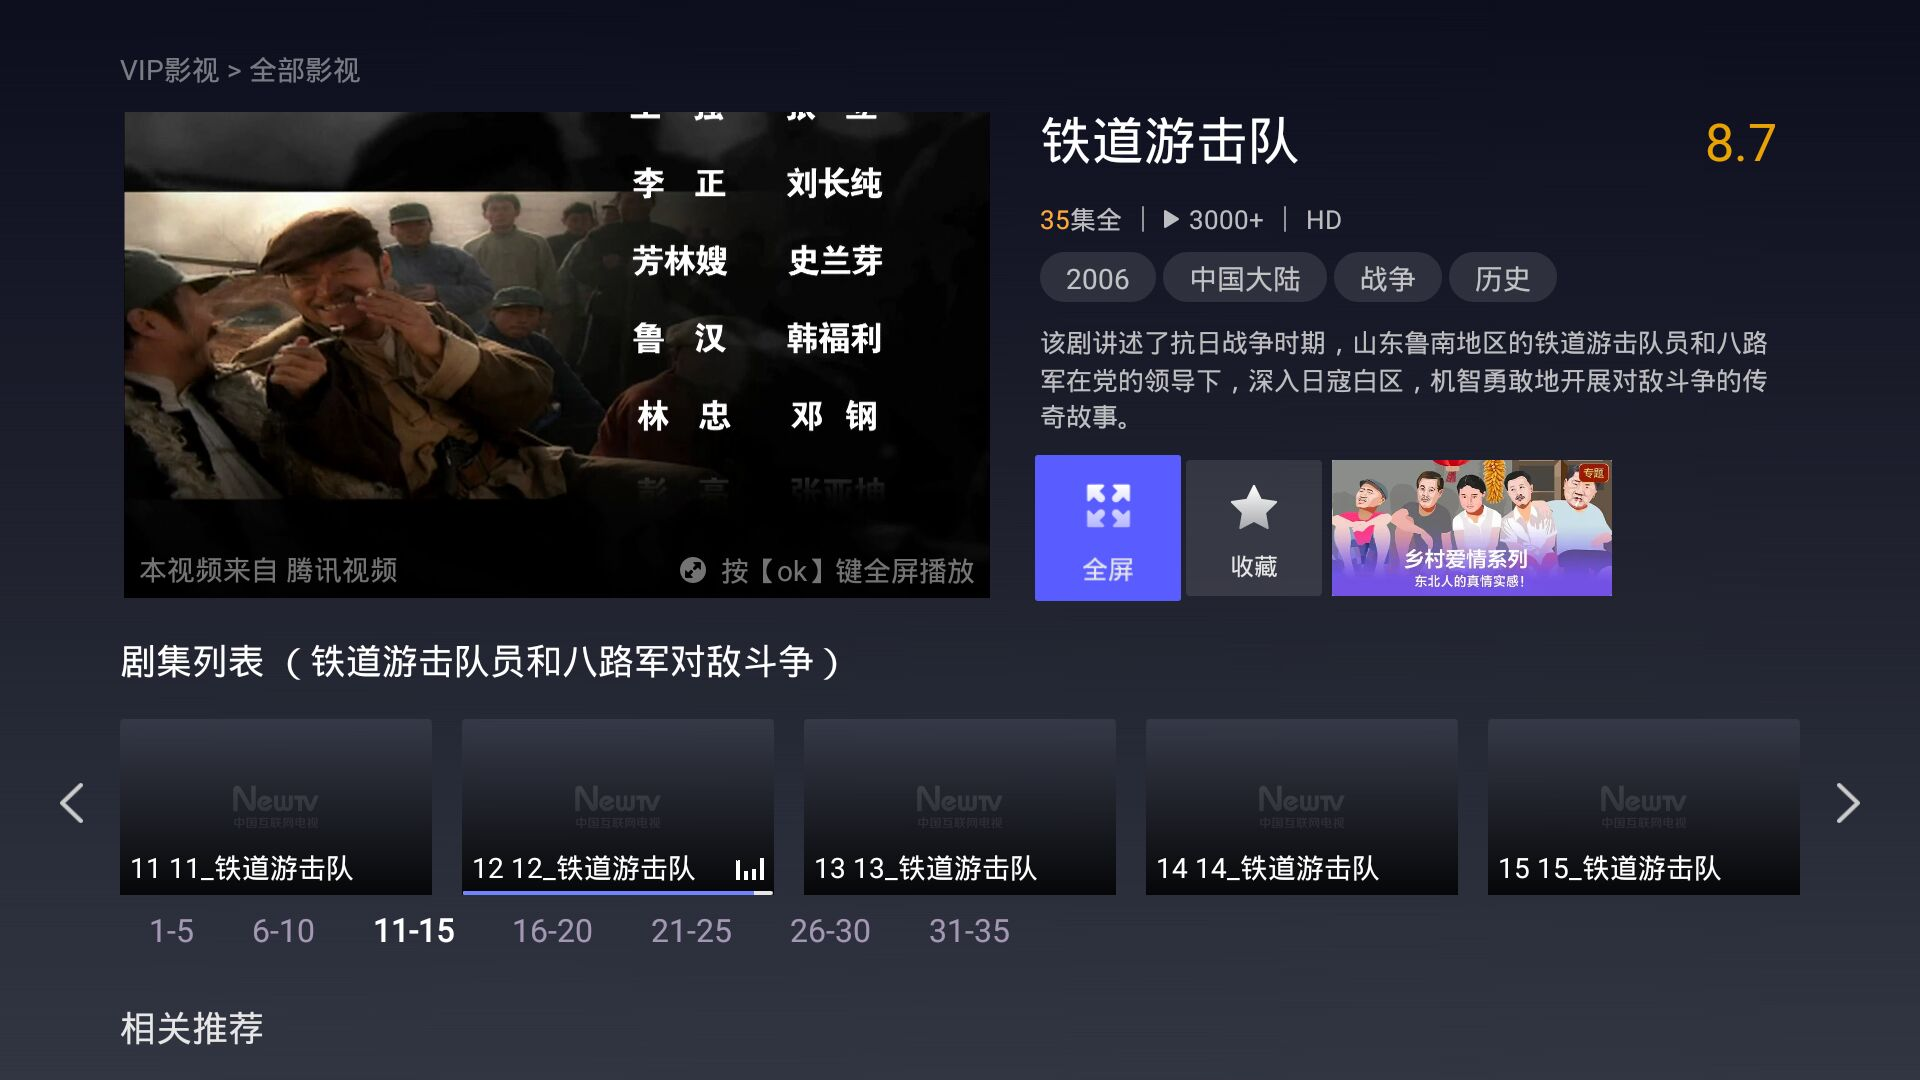 VIP影视 > 全部影视
李 正 刘长纯
芳林嫂 史兰芽
鲁 汉 韩福利
林 忠 邓 钢
彭 亮 张亚坤
本视频来自 腾讯视频
按【ok】键全屏播放
铁道游击队
8.7
35集全 | 3000+ | HD
2006 中国大陆 战争 历史
该剧讲述了抗日战争时期，山东鲁南地区的铁道游击队员和八路
军在党的领导下，深入日寇白区，机智勇敢地开展对敌斗争的传
奇故事。
全屏
收藏
专题
乡村爱情系列
东北人的真情实感！
剧集列表（铁道游击队员和八路军对敌斗争）
NewTV
中国互联网电视
11 11_铁道游击队
NewTV
中国互联网电视
12 12_铁道游击队
NewTV
中国互联网电视
13 13_铁道游击队
NewTV
中国互联网电视
14 14_铁道游击队
NewTV
中国互联网电视
15 15_铁道游击队
1-5 6-10 11-15 16-20 21-25 26-30 31-35
相关推荐